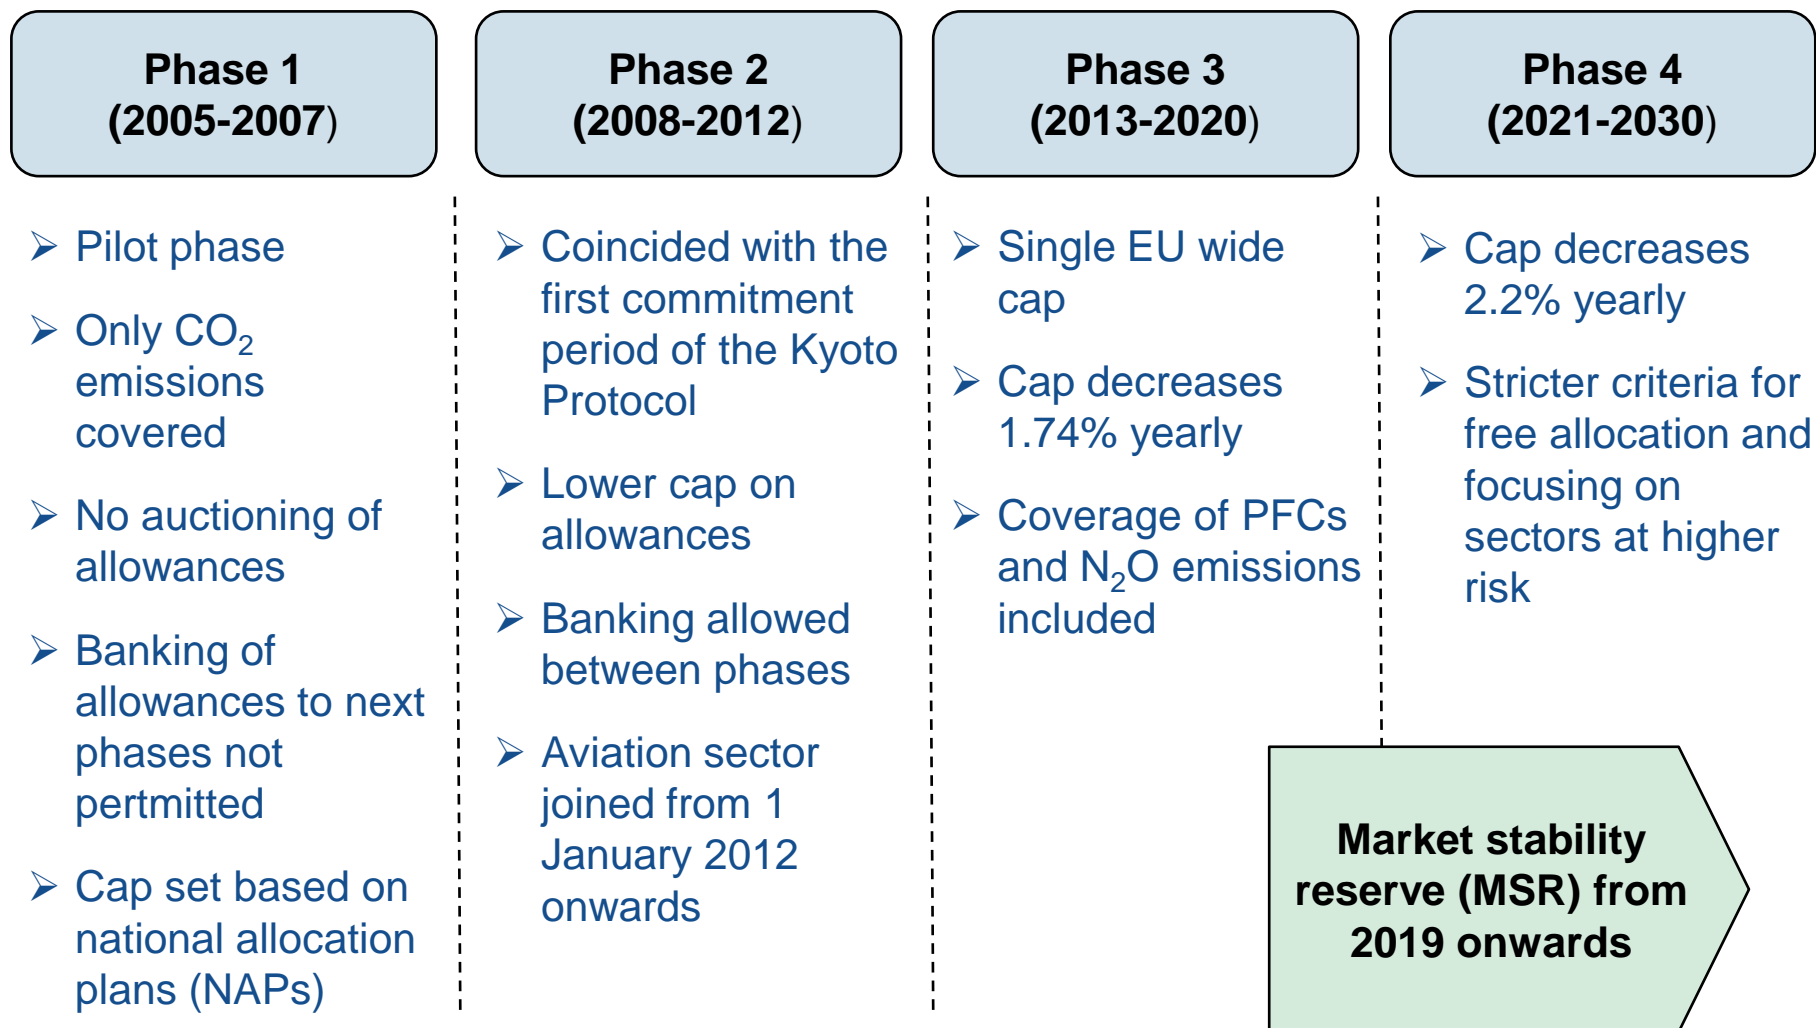 Phase 1
(2005-2007)
➢ Pilot phase
➢ Only CO₂
emissions
covered
➢ No auctioning of
allowances
➢ Banking of
allowances to next
phases not
pertmitted
➢ Cap set based on
national allocation
plans (NAPs)
Phase 2
(2008-2012)
➢ Coincided with the
first commitment
period of the Kyoto
Protocol
➢ Lower cap on
allowances
➢ Banking allowed
between phases
➢ Aviation sector
joined from 1
January 2012
onwards
Phase 3
(2013-2020)
➢ Single EU wide
cap
➢ Cap decreases
1.74% yearly
➢ Coverage of PFCs
and N₂O emissions
included
Phase 4
(2021-2030)
➢ Cap decreases
2.2% yearly
➢ Stricter criteria for
free allocation and
focusing on
sectors at higher
risk
Market stability
reserve (MSR) from
2019 onwards